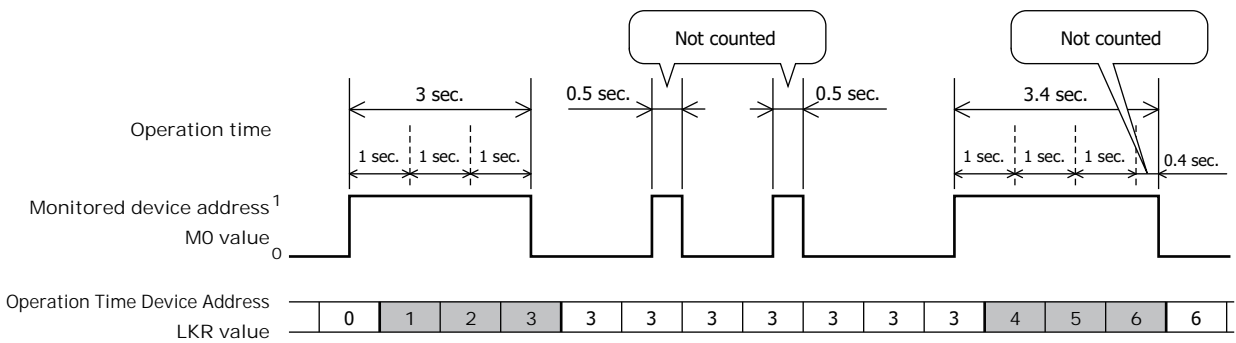 Not counted
Not counted
3 sec.
0.5 sec.
0.5 sec.
3.4 sec.
Operation time
1 sec. 1 sec. 1 sec.
1 sec. 1 sec. 1 sec.
0.4 sec.
Monitored device address 1
M0 value
0
Operation Time Device Address
LKR value
0 1 2 3 3 3 3 3 3 3 3 4 5 6 6